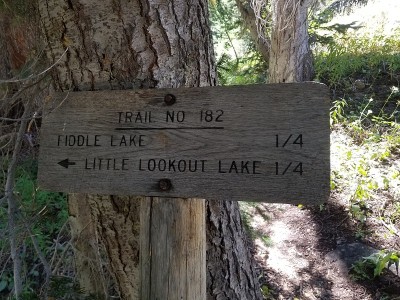 TRAIL NO 182
FIDDLE LAKE 1/4
← LITTLE LOOKOUT LAKE 1/4